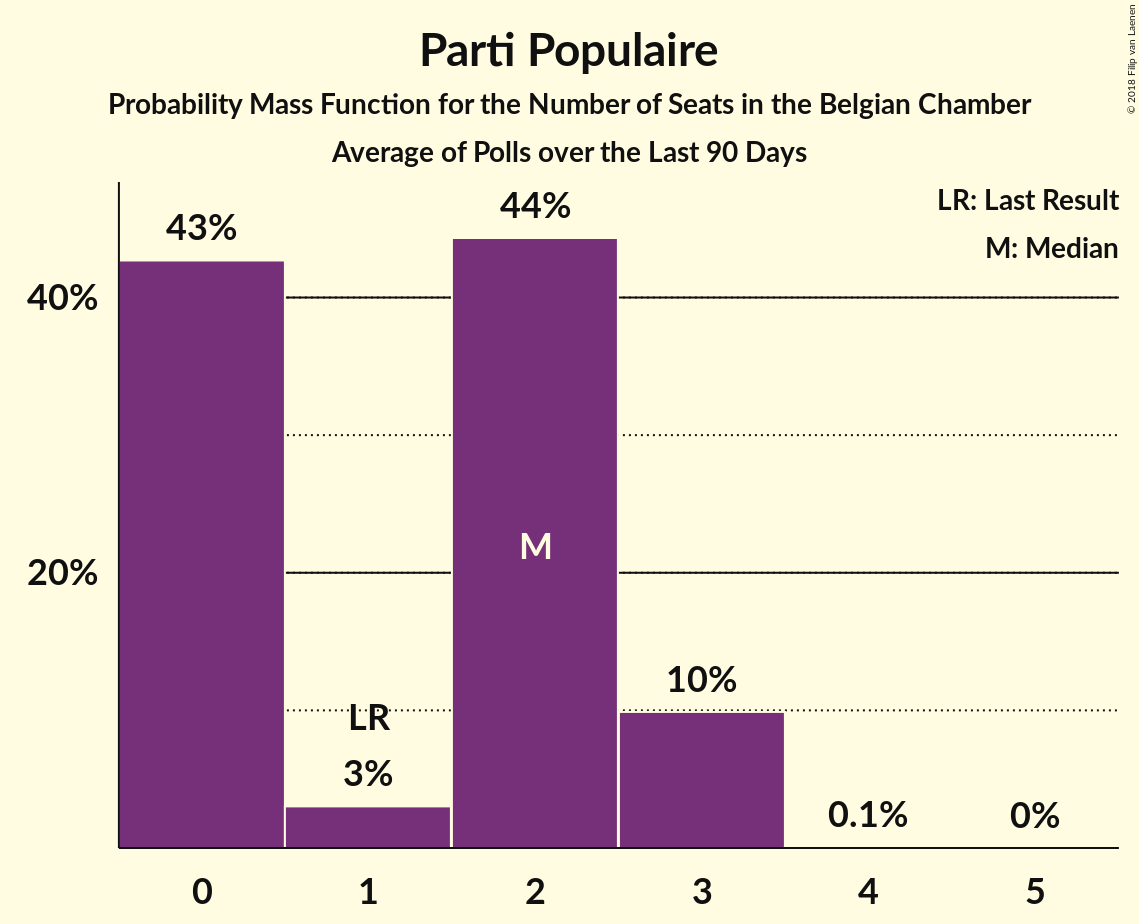 Parti Populaire
Probability Mass Function for the Number of Seats in the Belgian Chamber
Average of Polls over the Last 90 Days
© 2018 Filip van Laenen
LR: Last Result
M: Median
43%
44%
40%
M
20%
10%
LR
3%
0.1%
0%
0 1 2 3 4 5